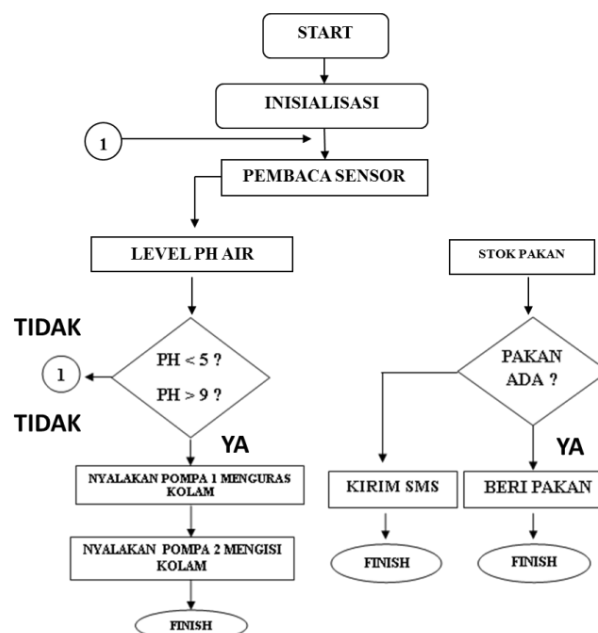 START
INISIALISASI
1
PEMBACA SENSOR
LEVEL PH AIR
STOK PAKAN
TIDAK
PH < 5 ?
PH > 9 ?
1
TIDAK
YA
PAKAN
ADA ?
YA
NYALAKAN POMPA 1 MENGURAS
KOLAM
KIRIM SMS
BERI PAKAN
NYALAKAN POMPA 2 MENGISI
KOLAM
FINISH
FINISH
FINISH